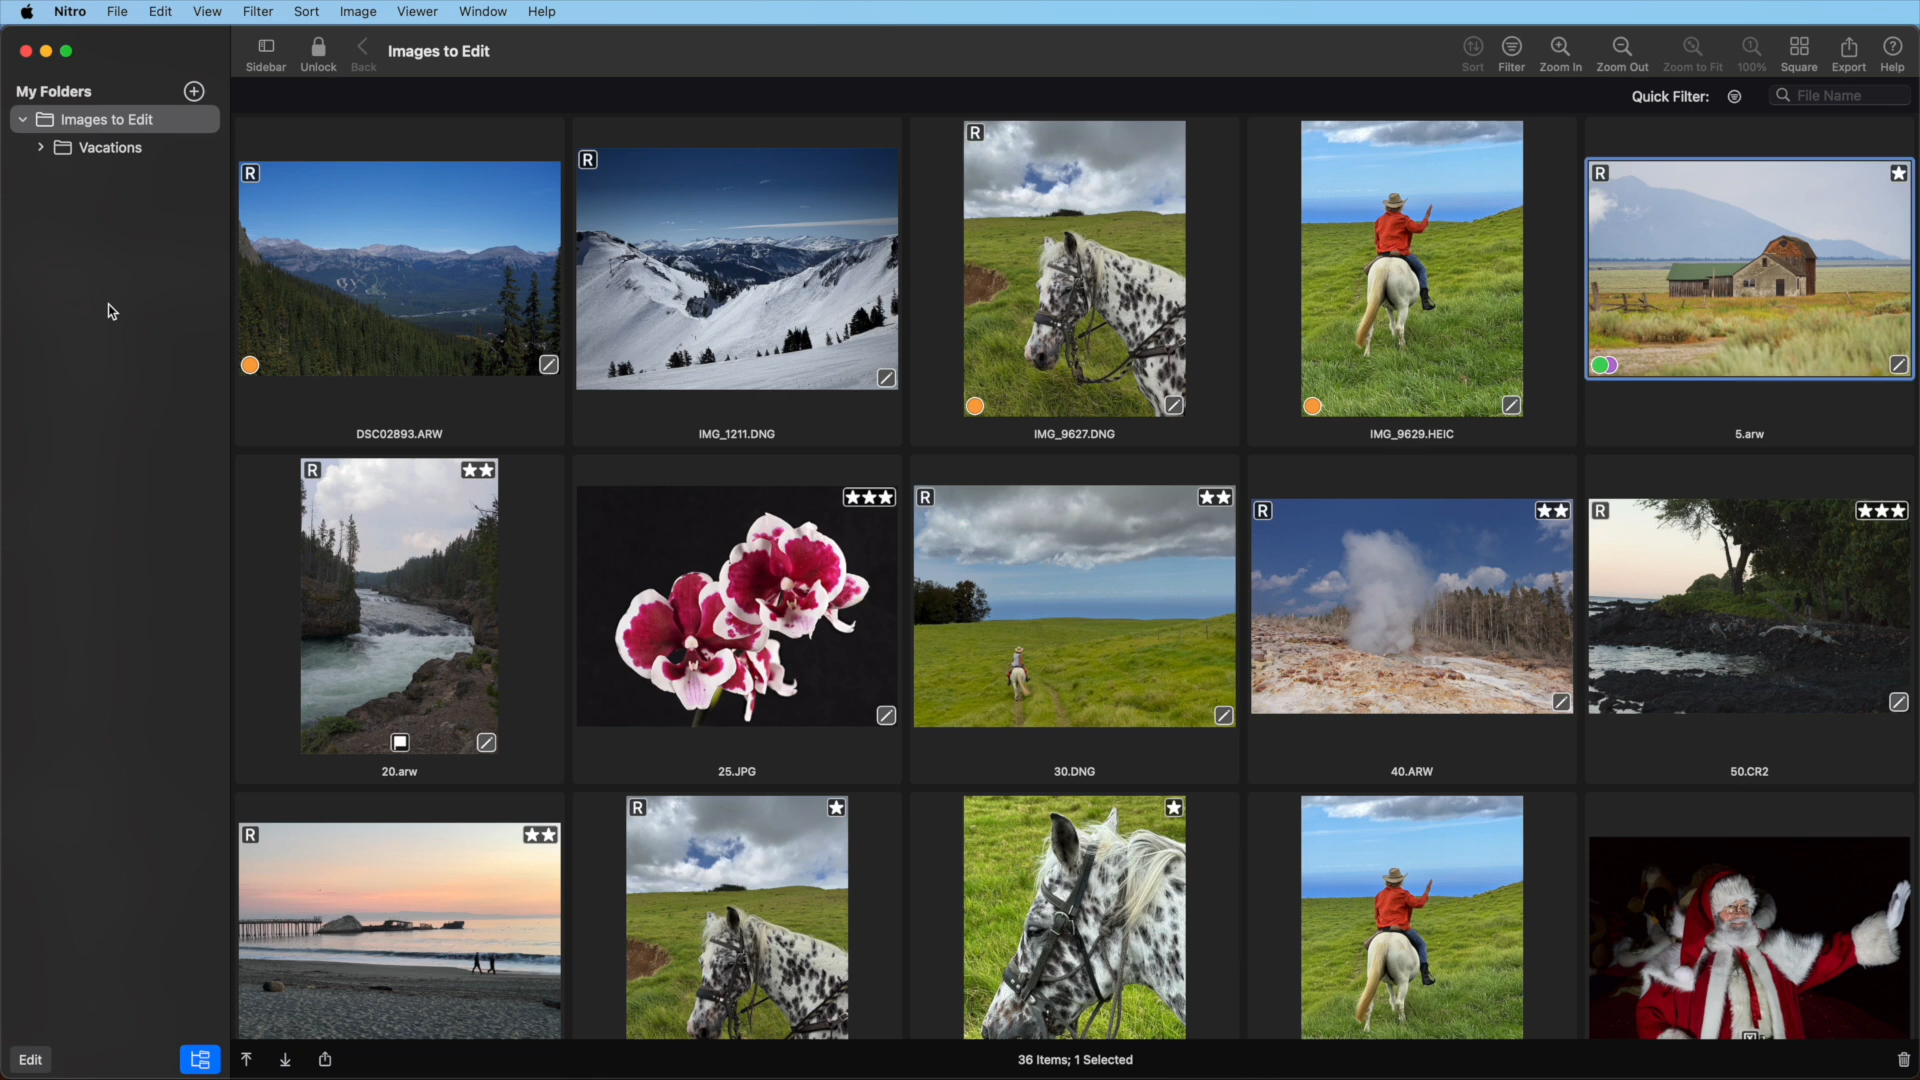 Nitro File Edit View Filter Sort Image Viewer Window Help
Sidebar Unlock Back Images to Edit Sort Filter Zoom In Zoom Out Zoom to Fit 100% Square Export Help
My Folders
Quick Filter: File Name
Images to Edit
Vacations
R
R
R
R
DSC02893.ARW IMG_1211.DNG IMG_9627.DNG IMG_9629.HEIC 5.arw
R
R
R
R
20.arw 25.JPG 30.DNG 40.ARW 50.CR2
R
R
Edit 36 Items; 1 Selected